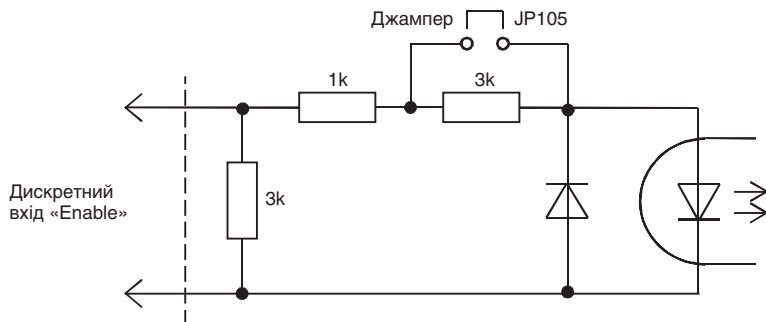 Джампер JP105
1k
3k
3k
Дискретний
вхід «Enable»